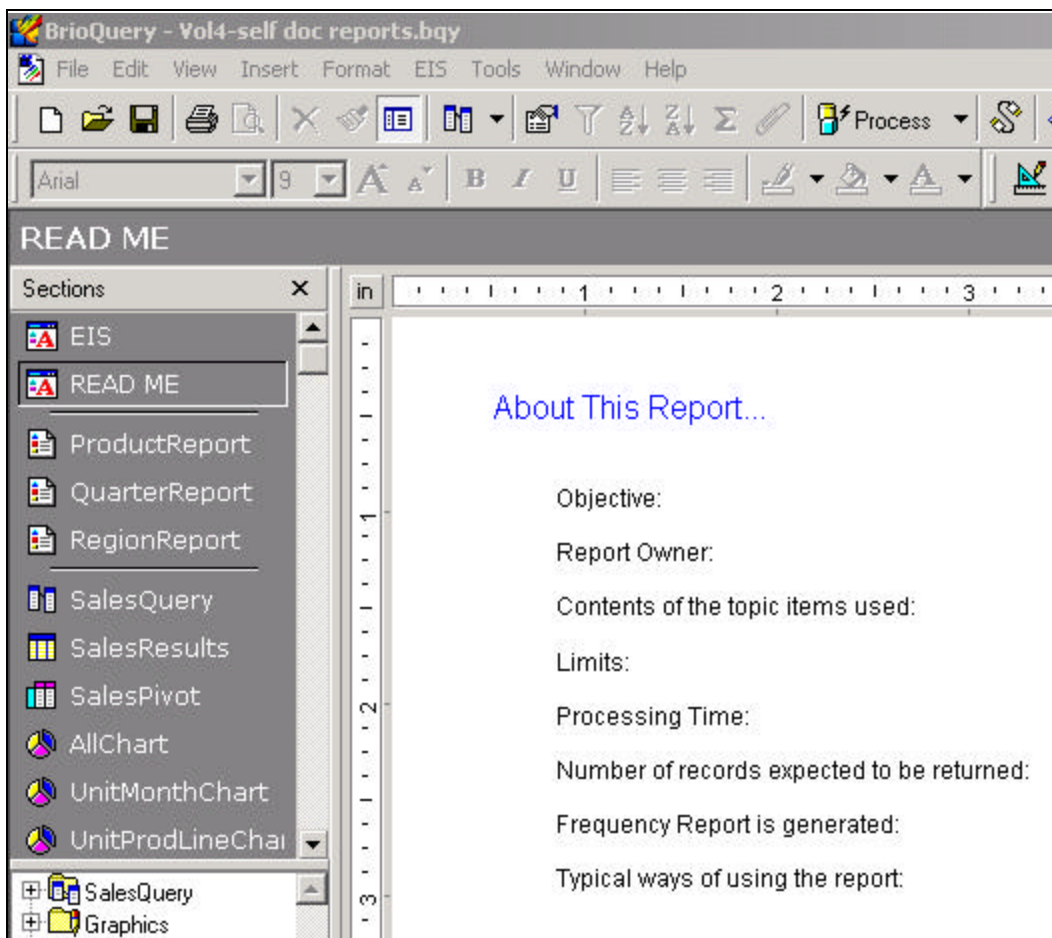 BrioQuery - Vol4-self doc reports.bqy
File Edit View Insert Format EIS Tools Window Help
Process
Arial 9 A A B I U A
READ ME
Sections
in 1 2 3
EIS
READ ME
ProductReport
QuarterReport
RegionReport
SalesQuery
SalesResults
SalesPivot
AllChart
UnitMonthChart
UnitProdLineChar
SalesQuery
Graphics
About This Report...
Objective:
Report Owner:
Contents of the topic items used:
Limits:
Processing Time:
Number of records expected to be returned:
Frequency Report is generated:
Typical ways of using the report:
1
2
3